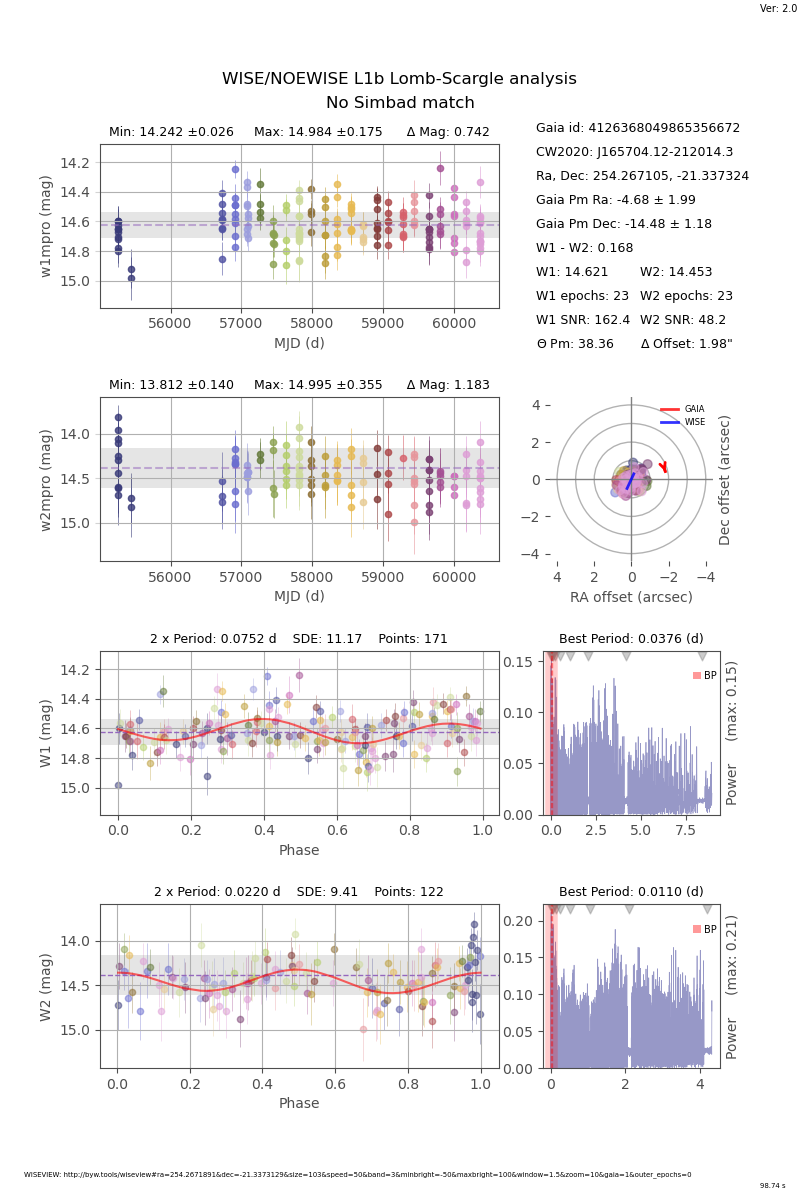 Ver: 2.0
WISE/NOEWISE L1b Lomb-Scargle analysis
No Simbad match
Min: 14.242 ±0.026 Max: 14.984 ±0.175 Δ Mag: 0.742
14.2
14.4
14.6
14.8
15.0
w1mpro (mag)
56000 57000 58000 59000 60000
MJD (d)
Gaia id: 4126368049865356672
CW2020: J165704.12-212014.3
Ra, Dec: 254.267105, -21.337324
Gaia Pm Ra: -4.68 ± 1.99
Gaia Pm Dec: -14.48 ± 1.18
W1 - W2: 0.168
W1: 14.621 W2: 14.453
W1 epochs: 23 W2 epochs: 23
W1 SNR: 162.4 W2 SNR: 48.2
Θ Pm: 38.36 Δ Offset: 1.98"
Min: 13.812 ±0.140 Max: 14.995 ±0.355 Δ Mag: 1.183
14.0
14.5
15.0
w2mpro (mag)
56000 57000 58000 59000 60000
MJD (d)
GAIA
WISE
4
2
0
−2
−4
4 2 0 −2 −4
RA offset (arcsec)
Dec offset (arcsec)
2 x Period: 0.0752 d SDE: 11.17 Points: 171
14.2
14.4
14.6
14.8
15.0
W1 (mag)
0.0 0.2 0.4 0.6 0.8 1.0
Phase
Best Period: 0.0376 (d)
BP
0.15
0.10
0.05
0.00
0.0 2.5 5.0 7.5
Power (max: 0.15)
2 x Period: 0.0220 d SDE: 9.41 Points: 122
14.0
14.5
15.0
W2 (mag)
0.0 0.2 0.4 0.6 0.8 1.0
Phase
Best Period: 0.0110 (d)
BP
0.20
0.15
0.10
0.05
0.00
0 2 4
Power (max: 0.21)
WISEVIEW: http://byw.tools/wiseview#ra=254.2671891&dec=-21.3373129&size=103&speed=50&band=3&minbright=-50&maxbright=100&window=1.5&zoom=10&gaia=1&outer_epochs=0
98.74 s